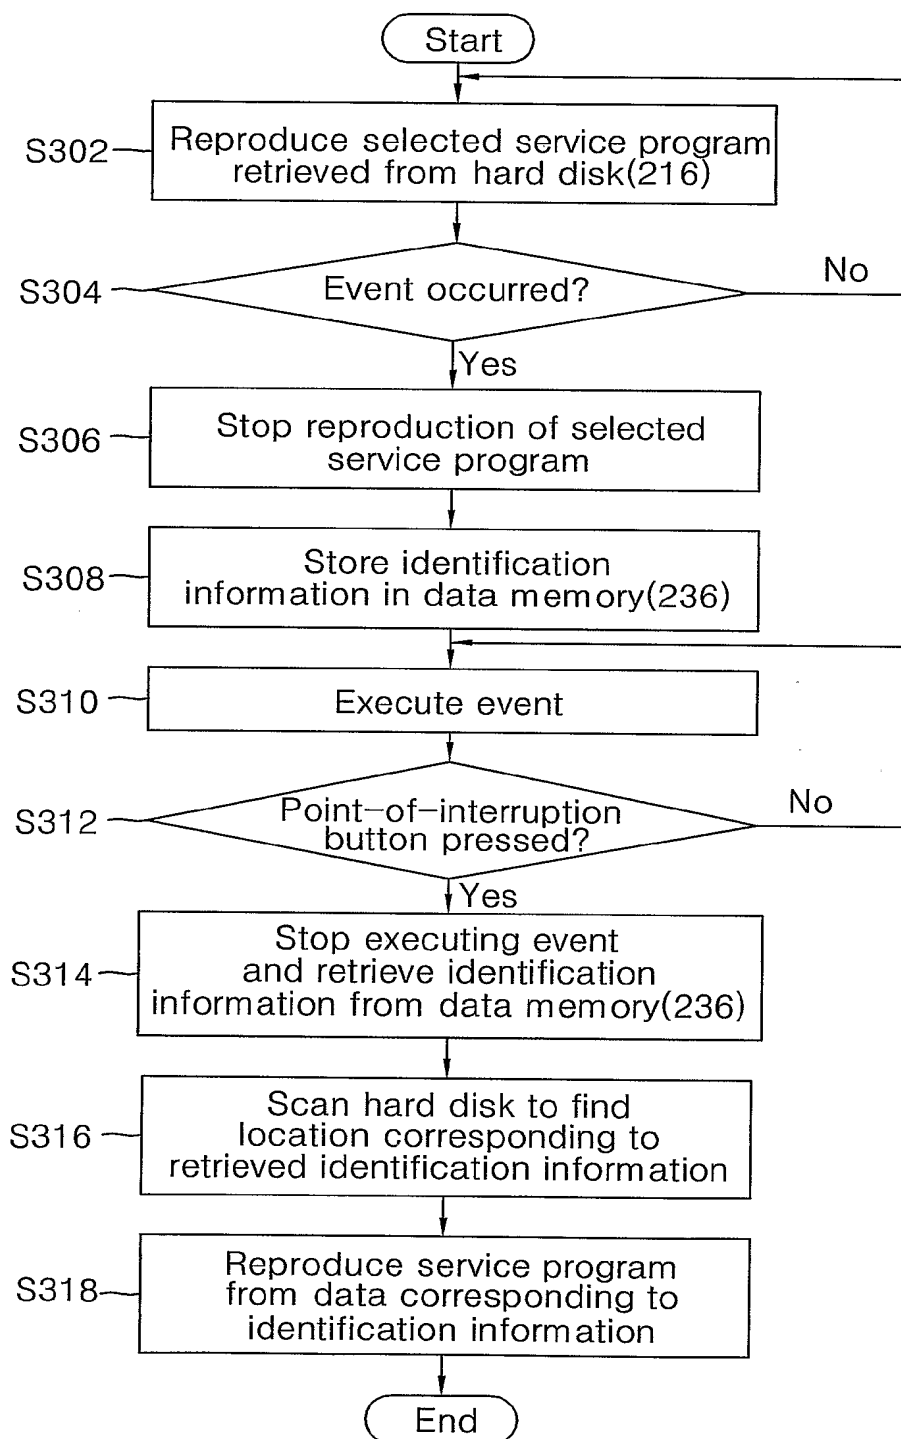 Start
S302
Reproduce selected service program
retrieved from hard disk(216)
S304
Event occurred?
No
Yes
S306
Stop reproduction of selected
service program
S308
Store identification
information in data memory(236)
S310
Execute event
S312
Point-of-interruption
button pressed?
No
Yes
S314
Stop executing event
and retrieve identification
information from data memory(236)
S316
Scan hard disk to find
location corresponding to
retrieved identification information
S318
Reproduce service program
from data corresponding to
identification information
End